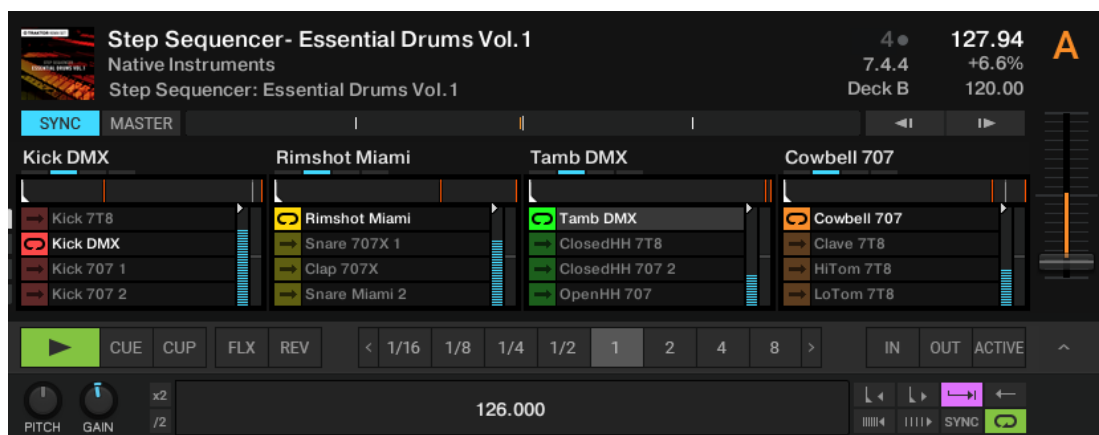 Step Sequencer- Essential Drums Vol.1
4
127.94
A
Native Instruments
7.4.4
+6.6%
Step Sequencer: Essential Drums Vol.1
Deck B
120.00
SYNC
MASTER
Kick DMX
Rimshot Miami
Tamb DMX
Cowbell 707
Kick 7T8
Rimshot Miami
Tamb DMX
Cowbell 707
Kick DMX
Snare 707X 1
ClosedHH 7T8
Clave 7T8
Kick 707 1
Clap 707X
ClosedHH 707 2
HiTom 7T8
Kick 707 2
Snare Miami 2
OpenHH 707
LoTom 7T8
CUE
CUP
FLX
REV
<
1/16
1/8
1/4
1/2
1
2
4
8
>
IN
OUT
ACTIVE
PITCH
GAIN
x2
/2
126.000
SYNC